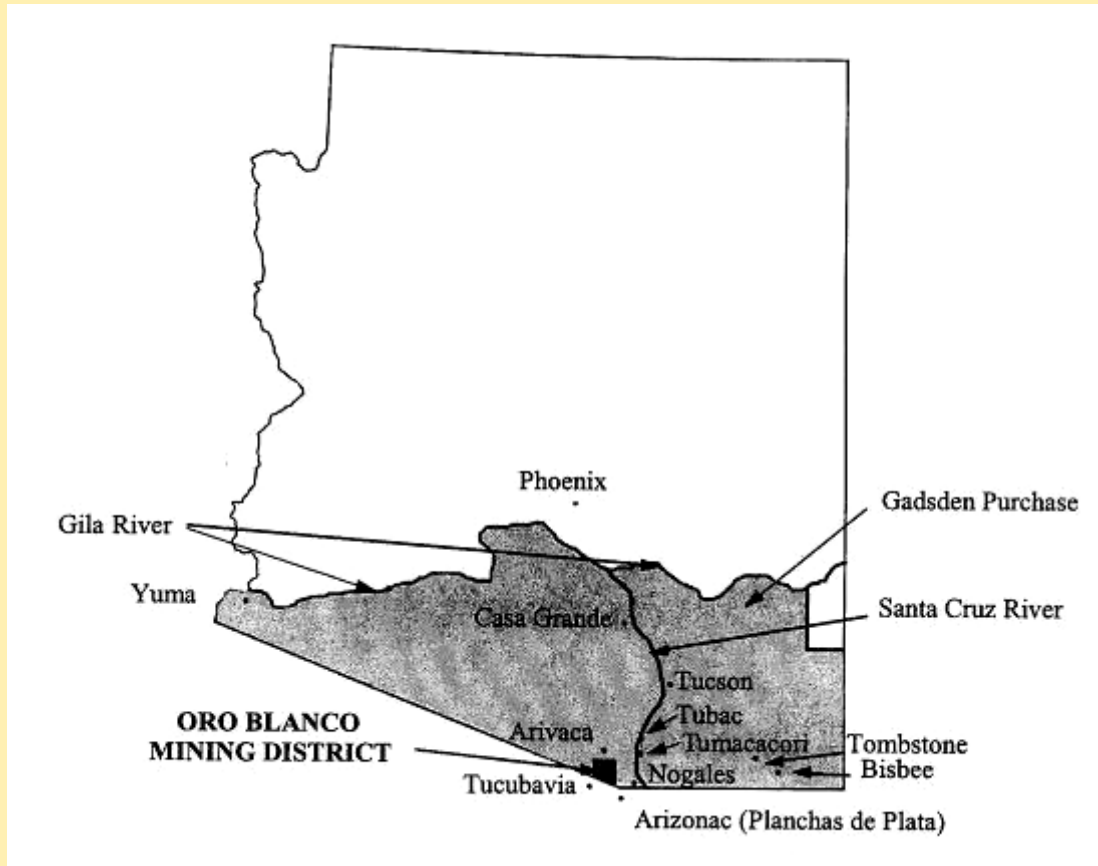 Phoenix
Gadsden Purchase
Gila River
Yuma
Casa Grande
Santa Cruz River
Tucson
ORO BLANCO
MINING DISTRICT
Tubac
Arivaca
Tumacacori
Tombstone
Tucubavia
Nogales
Bisbee
Arizonac (Planchas de Plata)